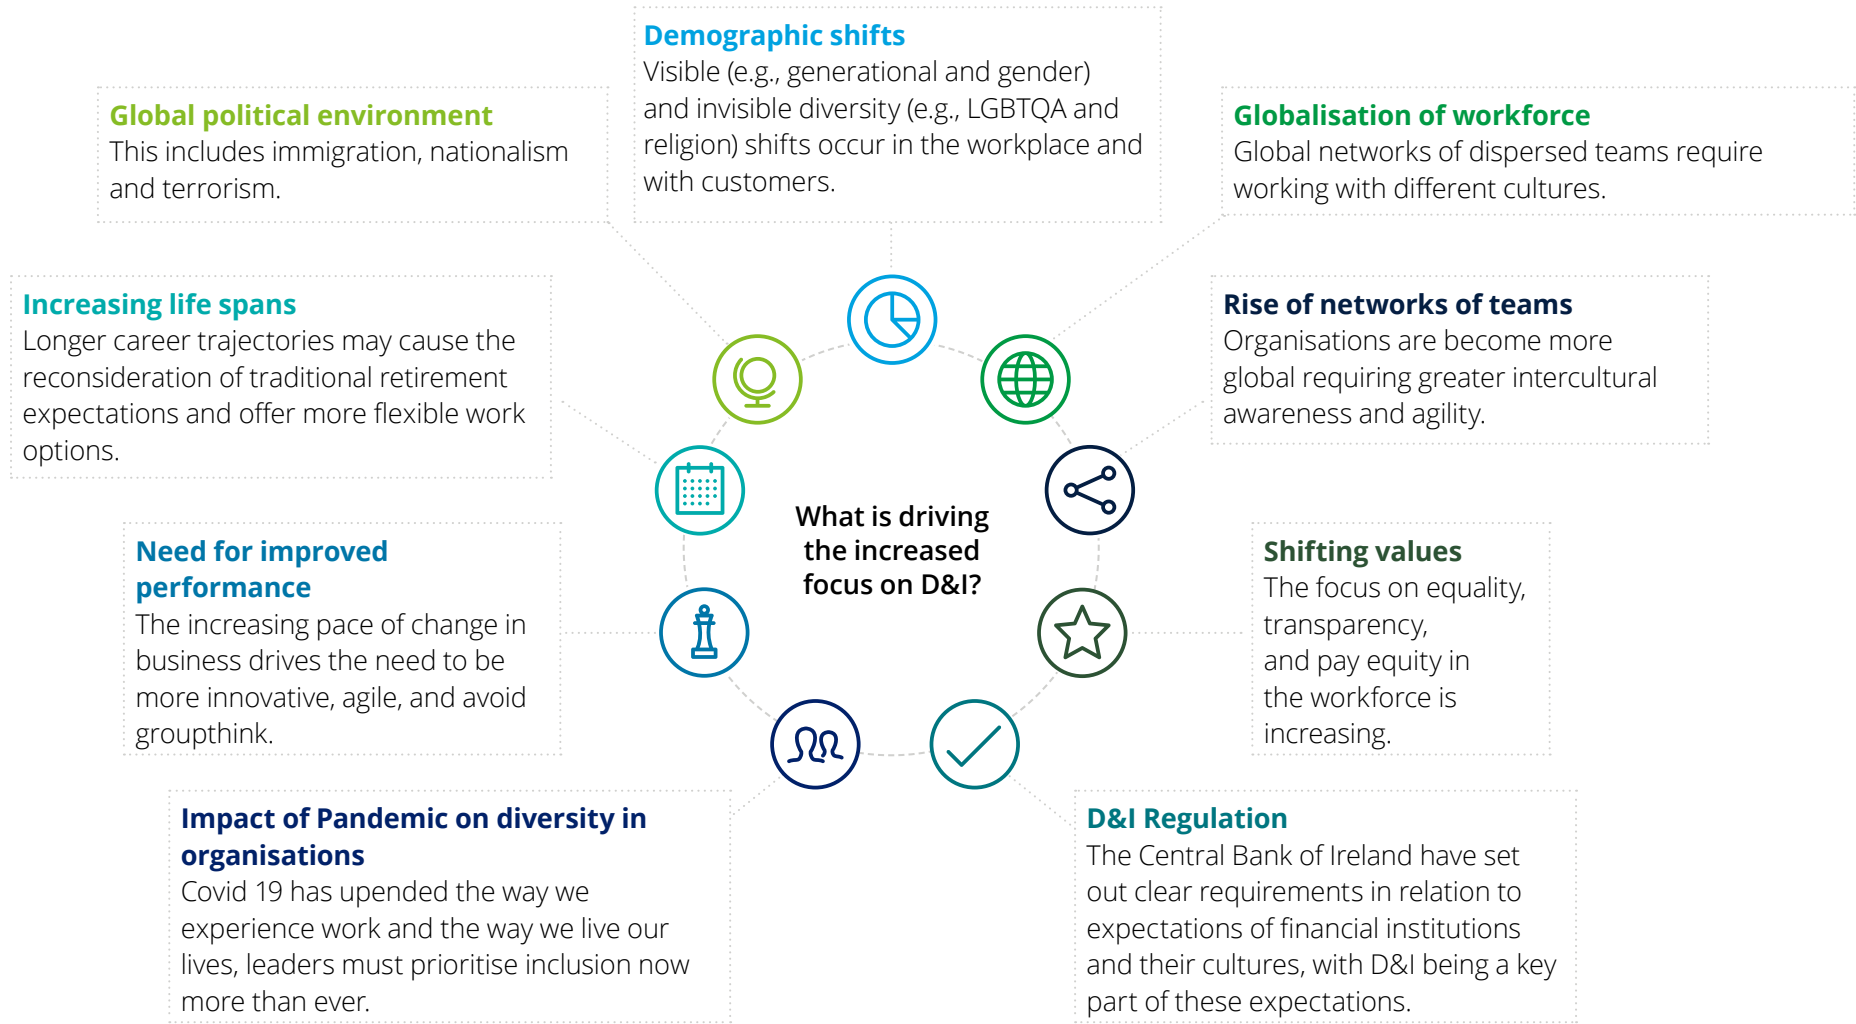 Demographic shifts
Visible (e.g., generational and gender)
and invisible diversity (e.g., LGBTQA and
religion) shifts occur in the workplace and
with customers.
Global political environment
This includes immigration, nationalism
and terrorism.
Globalisation of workforce
Global networks of dispersed teams require
working with different cultures.
Increasing life spans
Longer career trajectories may cause the
reconsideration of traditional retirement
expectations and offer more flexible work
options.
Rise of networks of teams
Organisations are become more
global requiring greater intercultural
awareness and agility.
What is driving
the increased
focus on D&I?
Need for improved
performance
The increasing pace of change in
business drives the need to be
more innovative, agile, and avoid
groupthink.
Shifting values
The focus on equality,
transparency,
and pay equity in
the workforce is
increasing.
Impact of Pandemic on diversity in
organisations
Covid 19 has upended the way we
experience work and the way we live our
lives, leaders must prioritise inclusion now
more than ever.
D&I Regulation
The Central Bank of Ireland have set
out clear requirements in relation to
expectations of financial institutions
and their cultures, with D&I being a key
part of these expectations.